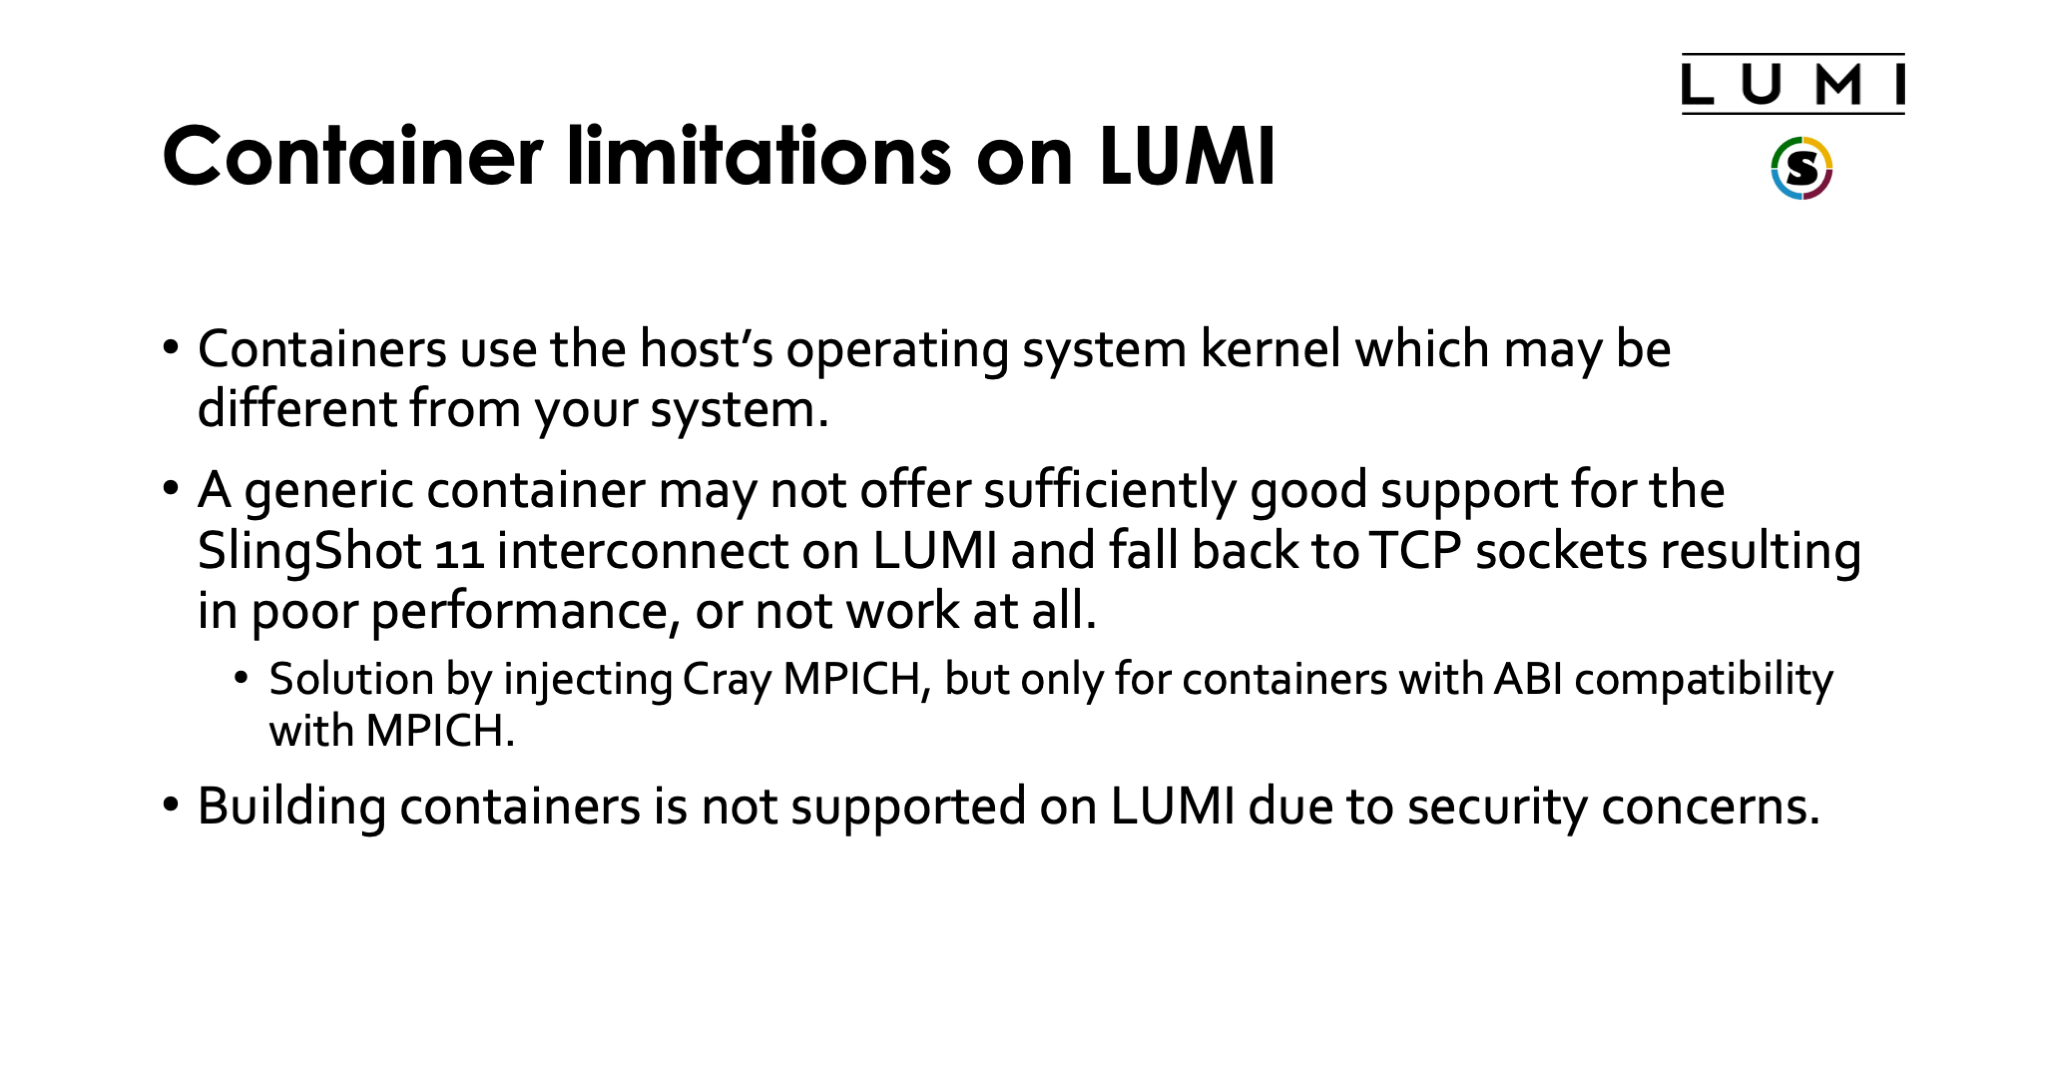 LUMI
Container limitations on LUMI
S
• Containers use the host’s operating system kernel which may be
different from your system.
• A generic container may not offer sufficiently good support for the
SlingShot 11 interconnect on LUMI and fall back to TCP sockets resulting
in poor performance, or not work at all.
• Solution by injecting Cray MPICH, but only for containers with ABI compatibility
with MPICH.
• Building containers is not supported on LUMI due to security concerns.